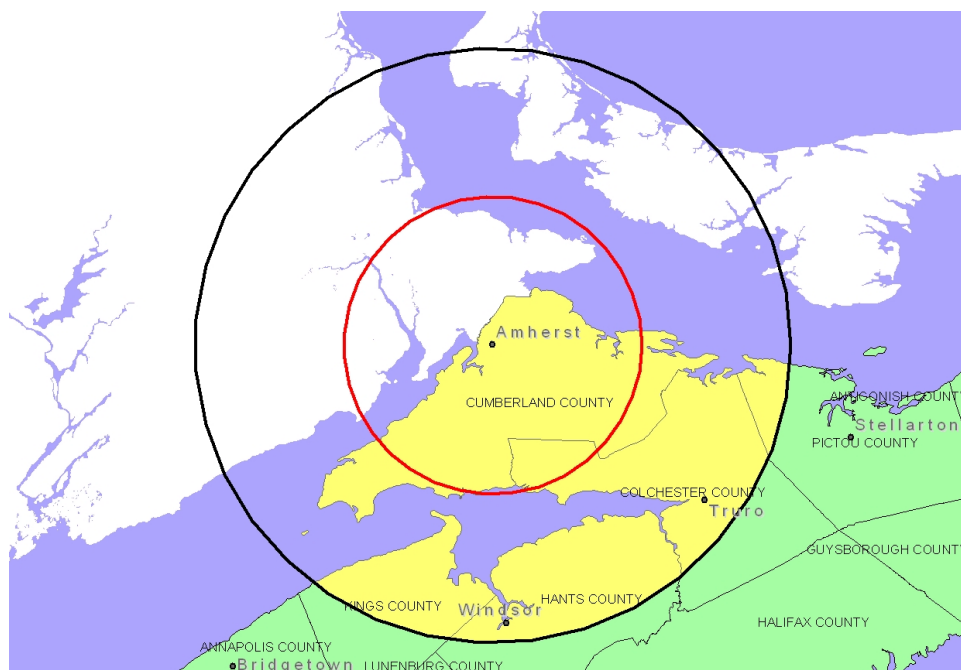 Amherst
ANTIGONISH COUNTY
CUMBERLAND COUNTY
Stellarton
PICTOU COUNTY
COLCHESTER COUNTY
Truro
GUYSBOROUGH COUNTY
KINGS COUNTY
HANTS COUNTY
Windsor
HALIFAX COUNTY
ANNAPOLIS COUNTY
Bridgetown
LUNENBURG COUNTY